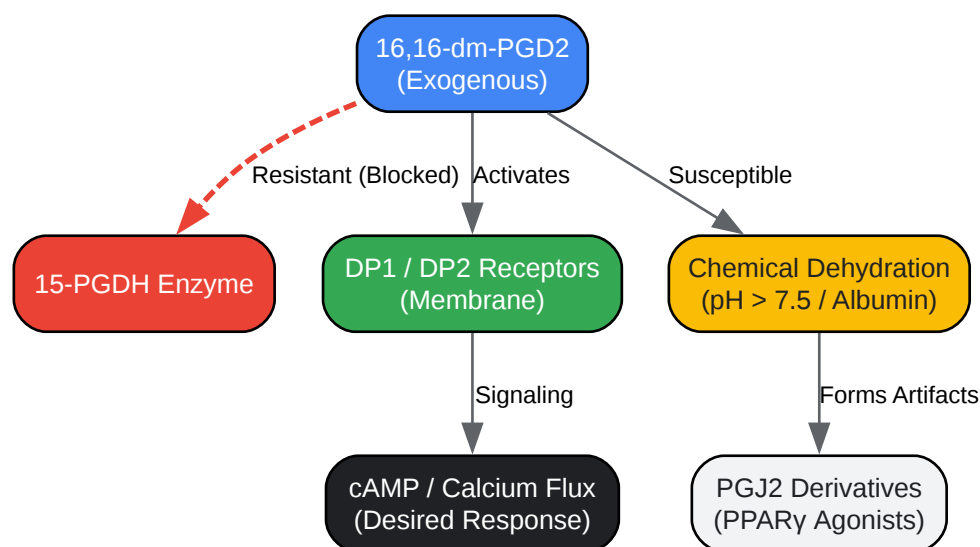 16,16-dm-PGD2
(Exogenous)
Resistant (Blocked)
Activates
Susceptible
15-PGDH Enzyme
DP1 / DP2 Receptors
(Membrane)
Chemical Dehydration
(pH > 7.5 / Albumin)
Signaling
Forms Artifacts
cAMP / Calcium Flux
(Desired Response)
PGJ2 Derivatives
(PPARγ Agonists)